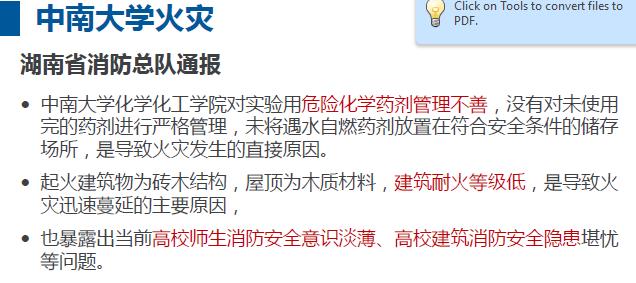 中南大学火灾
Click on Tools to convert files to
PDF.
湖南省消防总队通报
• 中南大学化学化工学院对实验用危险化学药剂管理不善，没有对未使用
完的药剂进行严格管理，未将遇水自燃药剂放置在符合安全条件的储存
场所，是导致火灾发生的直接原因。
• 起火建筑物为砖木结构，屋顶为木质材料，建筑耐火等级低，是导致火
灾迅速蔓延的主要原因，
• 也暴露出当前高校师生消防安全意识淡薄、高校建筑消防安全隐患堪忧
等问题。